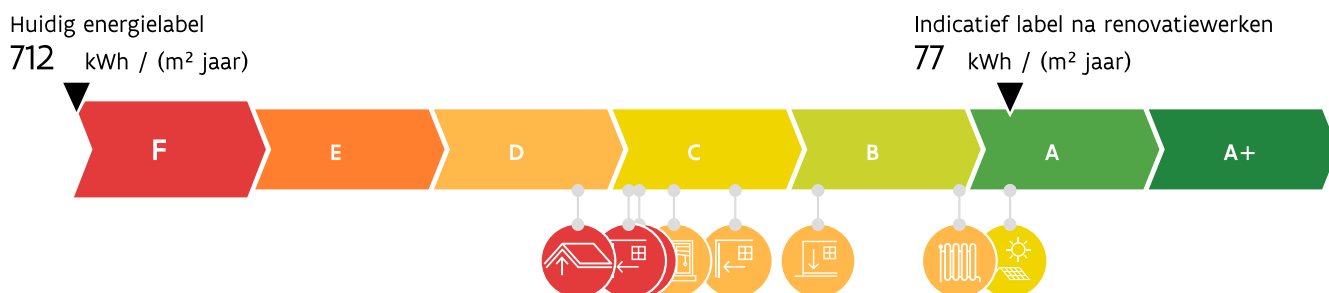 Huidig energielabel
712 kWh / (m² jaar)
Indicatief label na renovatiewerken
77 kWh / (m² jaar)
F E D C B A A+